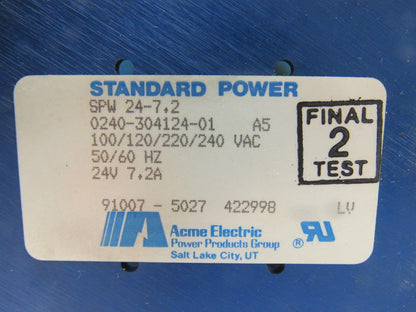 STANDARD POWER
SPW 24-7.2
0240-304124-01 A5
100/120/220/240 VAC
50/60 HZ
24V 7.2A
FINAL
2
TEST
91007 - 5027 422998 LV
Acme Electric
Power Products Group
Salt Lake City, UT
®